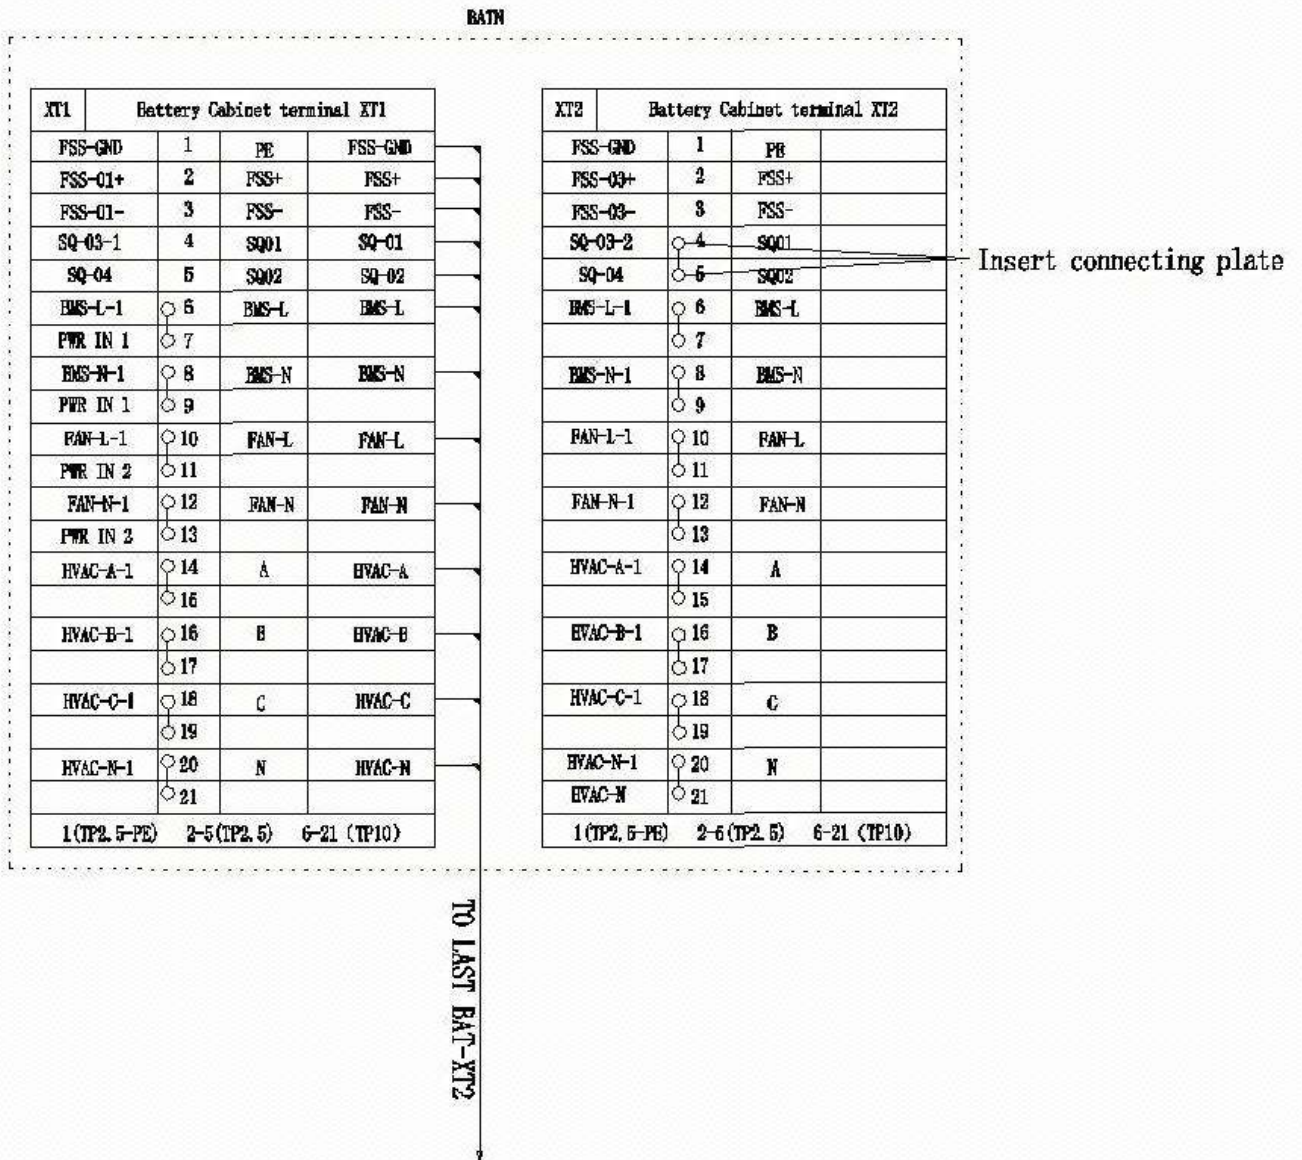 BATN
XT1 Battery Cabinet terminal XT1
FSS-GND 1 PE FSS-GND
FSS-01+ 2 FSS+ FSS+
FSS-01- 3 FSS- FSS-
SQ-03-1 4 SQ01 SQ-01
SQ-04 5 SQ02 SQ-02
BMS-L-1 6 BMS-L BMS-L
PWR IN 1 7
BMS-N-1 8 BMS-N BMS-N
PWR IN 1 9
FAN-L-1 10 FAN-L FAN-L
PWR IN 2 11
FAN-N-1 12 FAN-N FAN-N
PWR IN 2 13
HVAC-A-1 14 A HVAC-A
15
HVAC-B-1 16 B HVAC-B
17
HVAC-C-1 18 C HVAC-C
19
HVAC-N-1 20 N HVAC-N
21
1(TP2.5-PE) 2-5(TP2.5) 6-21 (TP10)
XT2 Battery Cabinet terminal XT2
FSS-GND 1 PE
FSS-03+ 2 FSS+
FSS-03- 3 FSS-
SQ-03-2 4 SQ01
SQ-04 5 SQ02
BMS-L-1 6 BMS-L
7
BMS-N-1 8 BMS-N
9
FAN-L-1 10 FAN-L
11
FAN-N-1 12 FAN-N
13
HVAC-A-1 14 A
15
HVAC-B-1 16 B
17
HVAC-C-1 18 C
19
HVAC-N-1 20 N
HVAC-N 21
1(TP2.5-PE) 2-5(TP2.5) 6-21 (TP10)
Insert connecting plate
TO LAST BAT-XT2